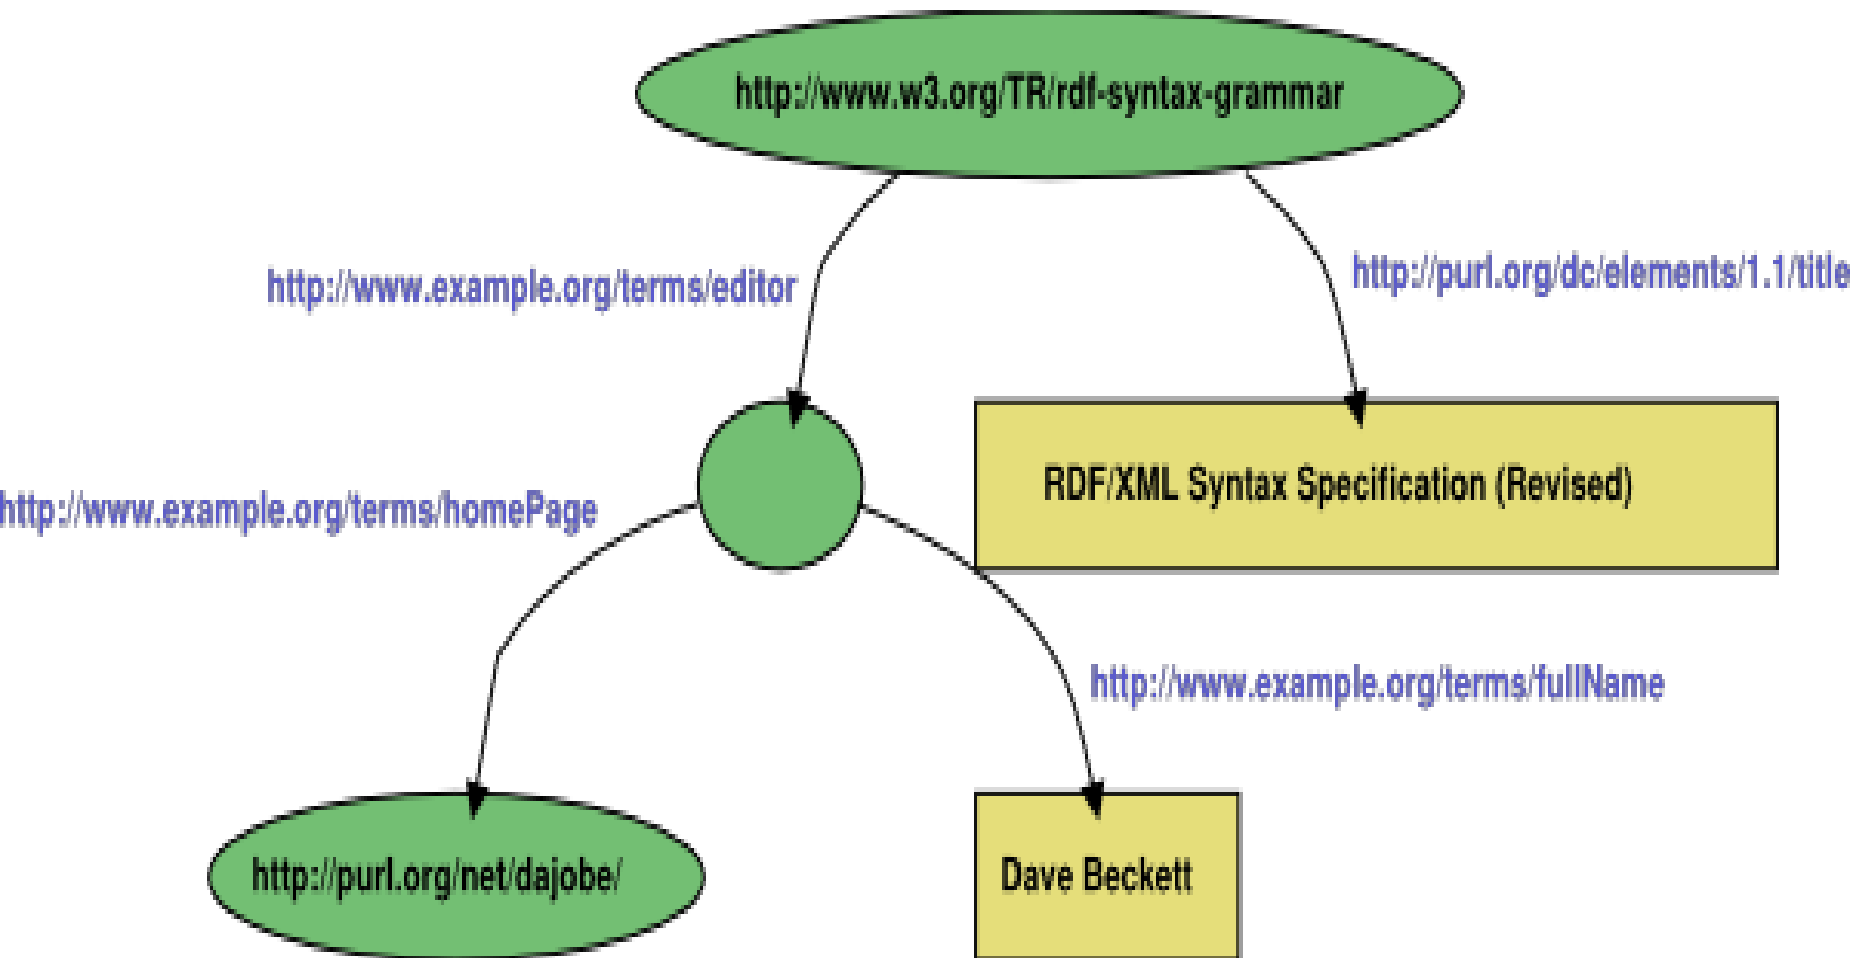 http://www.w3.org/TR/rdf-syntax-grammar
http://purl.org/dc/elements/1.1/title
http://www.example.org/terms/editor
RDF/XML Syntax Specification (Revised)
http://www.example.org/terms/homePage
http://www.example.org/terms/fullName
http://purl.org/net/dajobe/
Dave Beckett